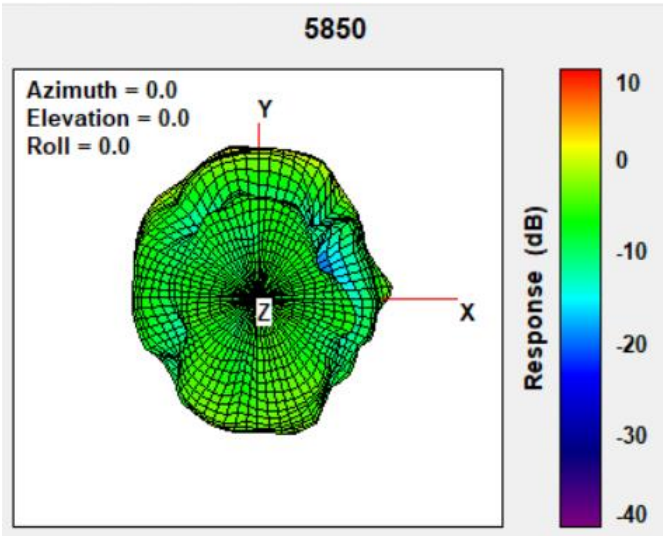 5850
Azimuth = 0.0
Elevation = 0.0
Roll = 0.0
Y
Z
X
Response (dB)
10
0
-10
-20
-30
-40